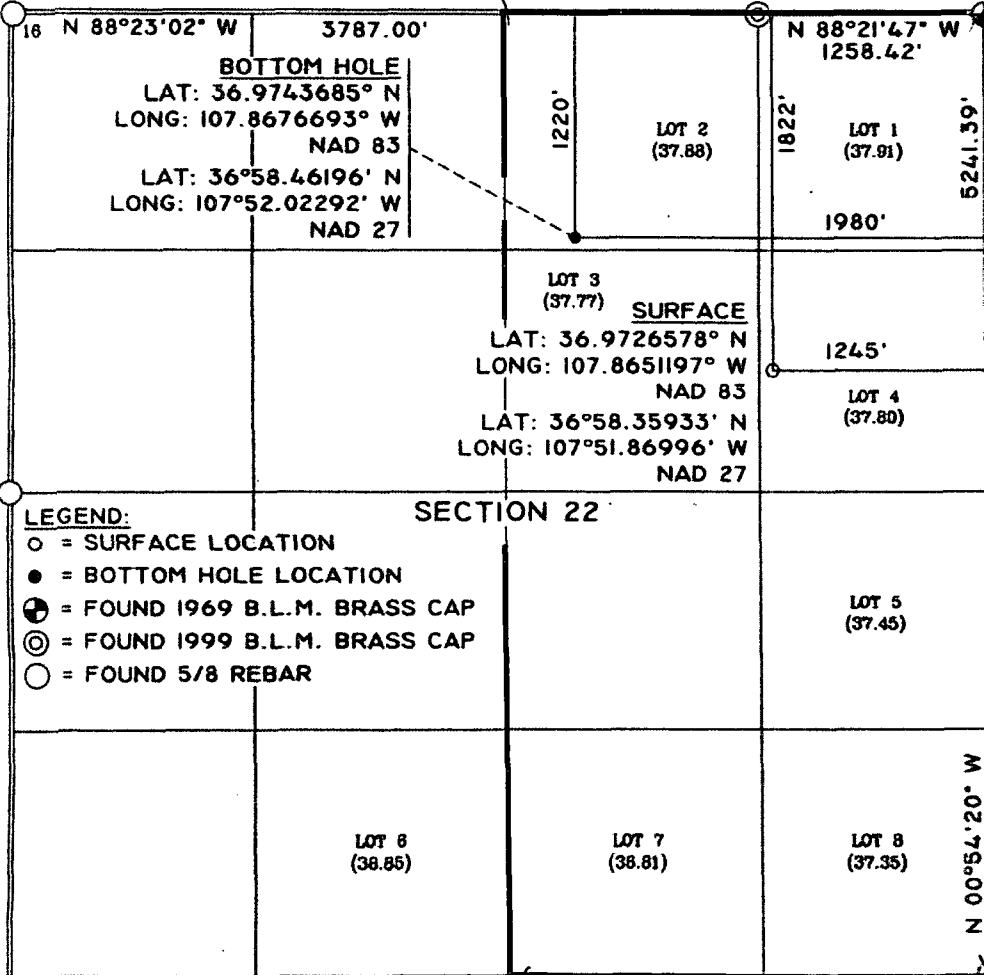 16 N 88°23'02" W 3787.00'
N 88°21'47" W
1258.42'
BOTTOM HOLE
LAT: 36.9743685° N
LONG: 107.8676693° W
NAD 83
LAT: 36°58.46196' N
LONG: 107°52.02292' W
NAD 27
1220'
LOT 2
(37.88)
1822'
LOT 1
(37.91)
5241.39'
1980'
LOT 3
(37.77)
SURFACE
LAT: 36.9726578° N
LONG: 107.8651197° W
NAD 83
LAT: 36°58.35933' N
LONG: 107°51.86996' W
NAD 27
1245'
LOT 4
(37.80)
SECTION 22
LEGEND:
= SURFACE LOCATION
= BOTTOM HOLE LOCATION
= FOUND 1969 B.L.M. BRASS CAP
= FOUND 1999 B.L.M. BRASS CAP
= FOUND 5/8 REBAR
LOT 5
(37.45)
LOT 6
(38.85)
LOT 7
(38.81)
LOT 8
(37.35)
N 00°54'20" W